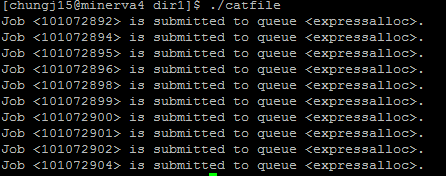 [chungj15@minerva4 dir1]$ ./catfile
Job <101072892> is submitted to queue <expressalloc>.
Job <101072894> is submitted to queue <expressalloc>.
Job <101072895> is submitted to queue <expressalloc>.
Job <101072896> is submitted to queue <expressalloc>.
Job <101072898> is submitted to queue <expressalloc>.
Job <101072899> is submitted to queue <expressalloc>.
Job <101072900> is submitted to queue <expressalloc>.
Job <101072901> is submitted to queue <expressalloc>.
Job <101072902> is submitted to queue <expressalloc>.
Job <101072904> is submitted to queue <expressalloc>.